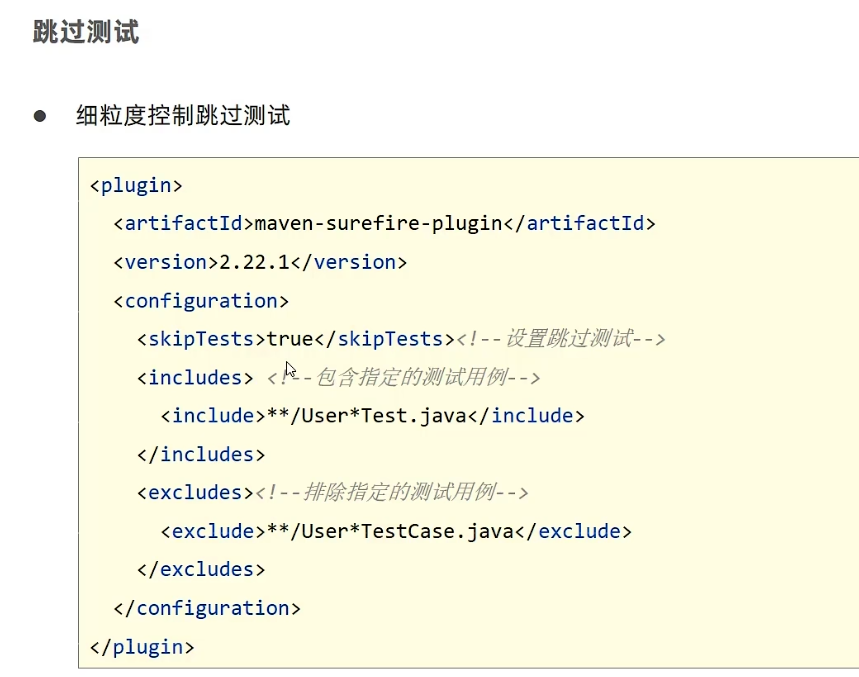 跳过测试
● 细粒度控制跳过测试
<plugin>
<artifactId>maven-surefire-plugin</artifactId>
<version>2.22.1</version>
<configuration>
<skipTests>true</skipTests><!--设置跳过测试-->
<includes> <!--包含指定的测试用例-->
<include>**/User*Test.java</include>
</includes>
<excludes><!--排除指定的测试用例-->
<exclude>**/User*TestCase.java</exclude>
</excludes>
</configuration>
</plugin>